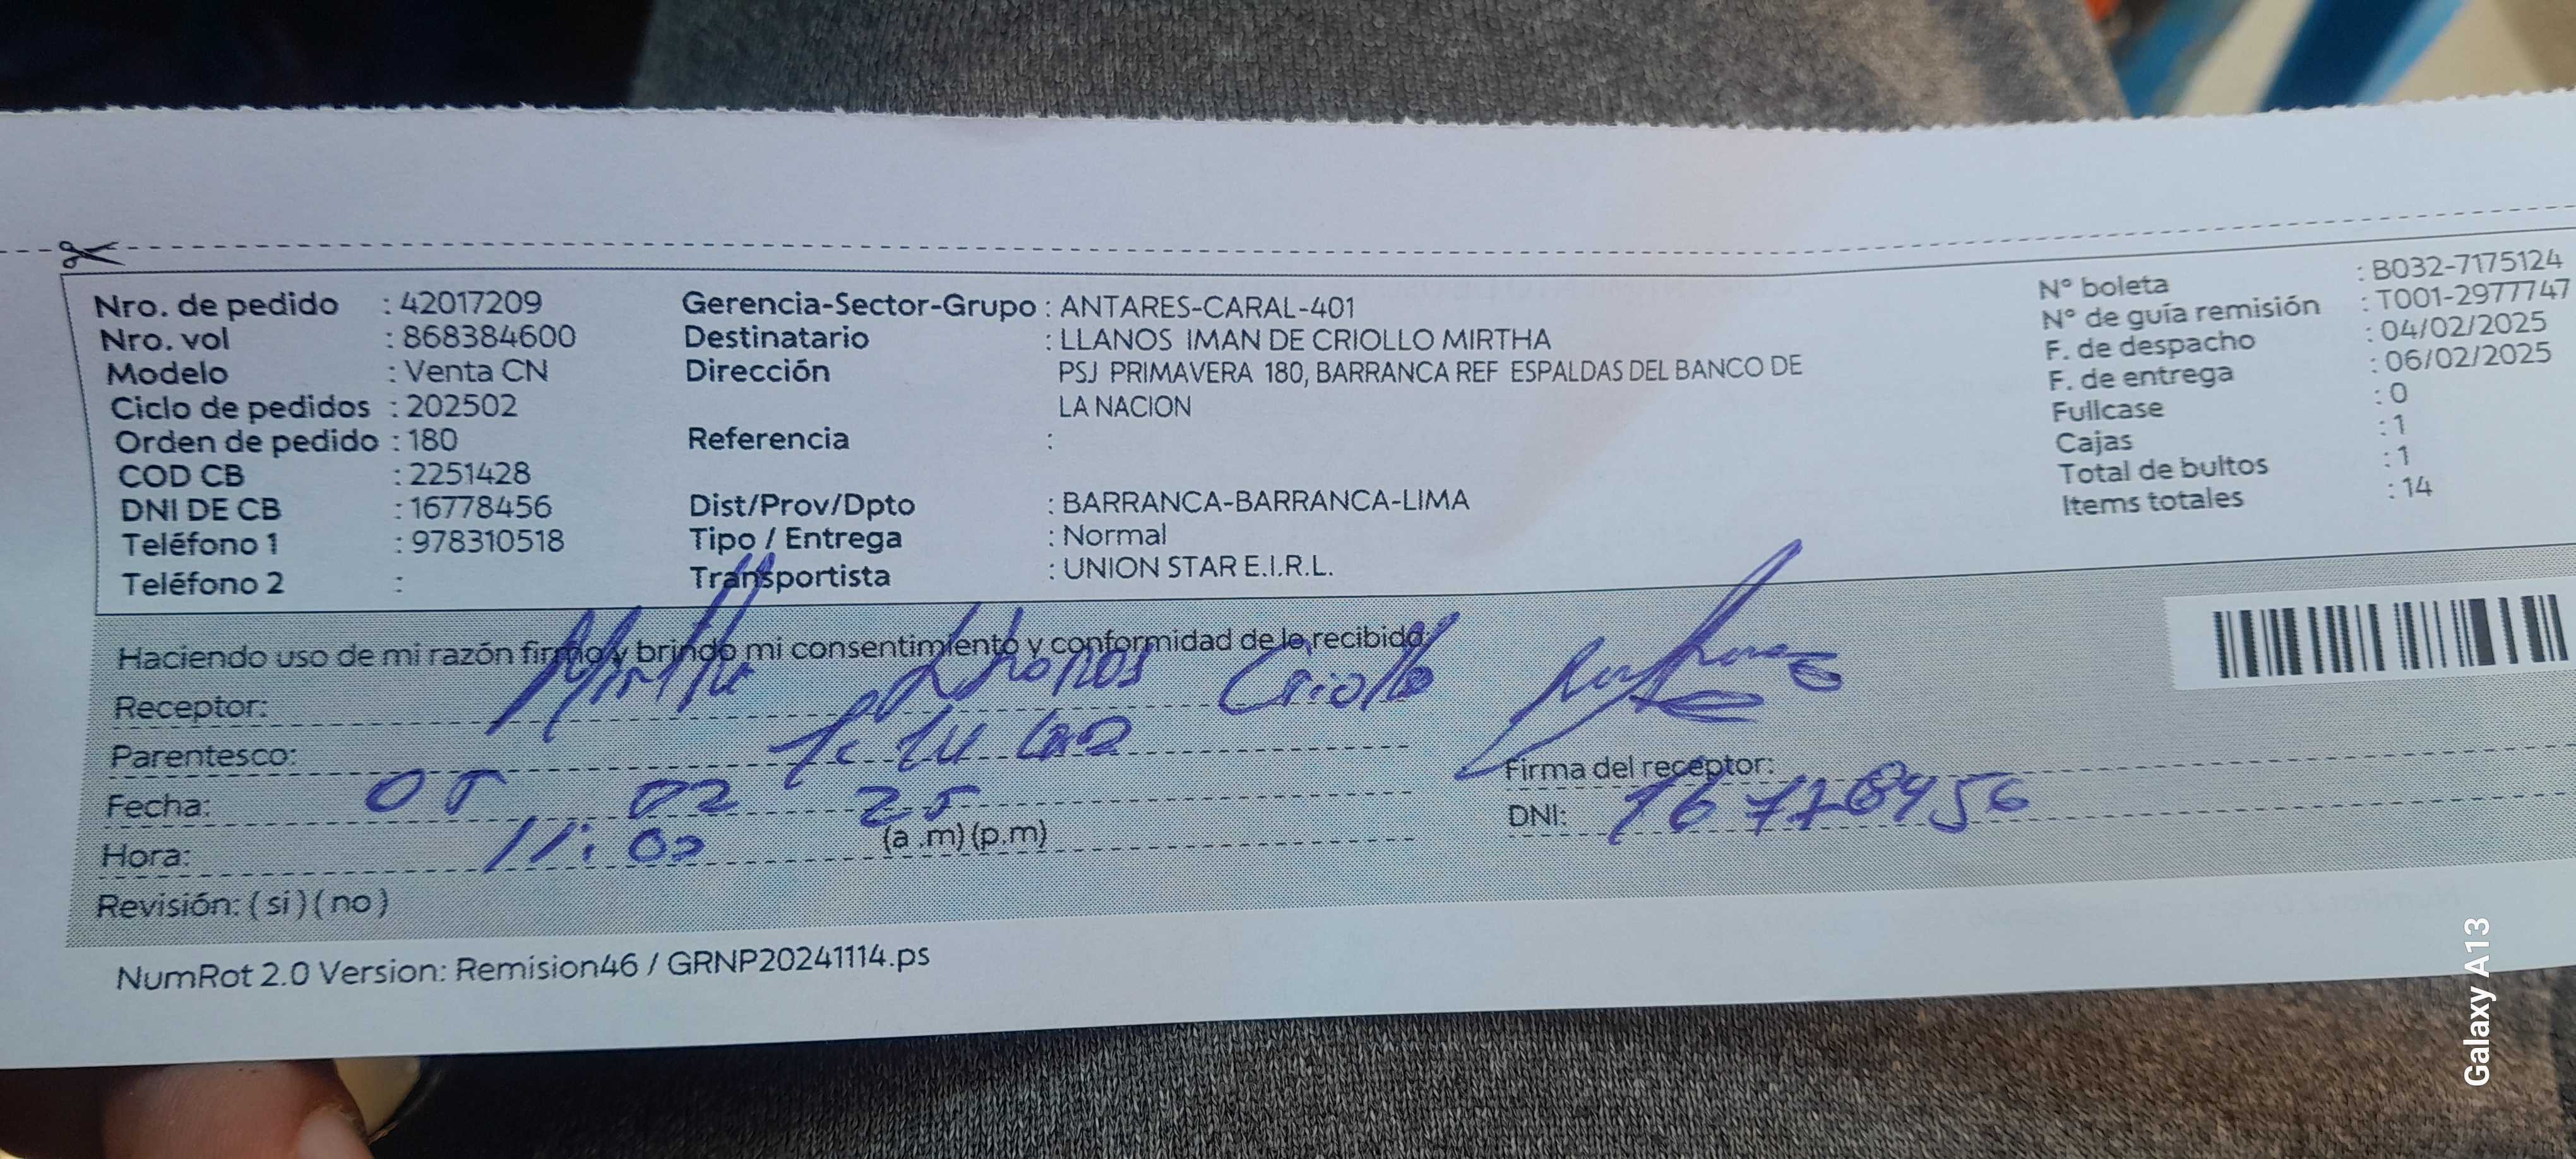 Nro. de pedido : 42017209
Nro. vol : 868384600
Modelo : Venta CN
Ciclo de pedidos : 202502
Orden de pedido : 180
COD CB : 2251428
DNI DE CB : 16778456
Teléfono 1 : 978310518
Teléfono 2 :
Gerencia-Sector-Grupo : ANTARES-CARAL-401
Destinatario : LLANOS IMAN DE CRIOLLO MIRTHA
Dirección : PSJ PRIMAVERA 180, BARRANCA REF ESPALDAS DEL BANCO DE
LA NACION
Referencia :
Dist/Prov/Dpto : BARRANCA-BARRANCA-LIMA
Tipo / Entrega : Normal
Transportista : UNION STAR E.I.R.L.
N° boleta : B032-7175124
N° de guía remisión : T001-2977747
F. de despacho : 04/02/2025
F. de entrega : 06/02/2025
Fullcase : 0
Cajas : 1
Total de bultos : 1
Items totales : 14
Haciendo uso de mi razón firmo y brindo mi consentimiento y conformidad de lo recibido
Receptor: Mirtha Llanos Criollo
Parentesco: Titular
Fecha: 05 02 25
Hora: 11:00 (a .m) (p.m)
Revisión: ( si ) ( no )
Firma del receptor:
DNI: 16778456
NumRot 2.0 Version: Remision46 / GRNP20241114.ps
Galaxy A13